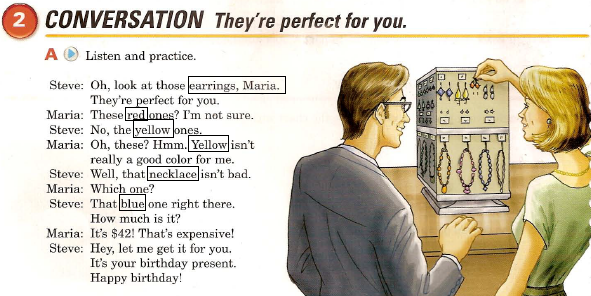 2 CONVERSATION They're perfect for you.
A Listen and practice.
Steve: Oh, look at those earrings, Maria.
They're perfect for you.
Maria: These red ones? I'm not sure.
Steve: No, the yellow ones.
Maria: Oh, these? Hmm. Yellow isn't
really a good color for me.
Steve: Well, that necklace isn't bad.
Maria: Which one?
Steve: That blue one right there.
How much is it?
Maria: It's $42! That's expensive!
Steve: Hey, let me get it for you.
It's your birthday present.
Happy birthday!